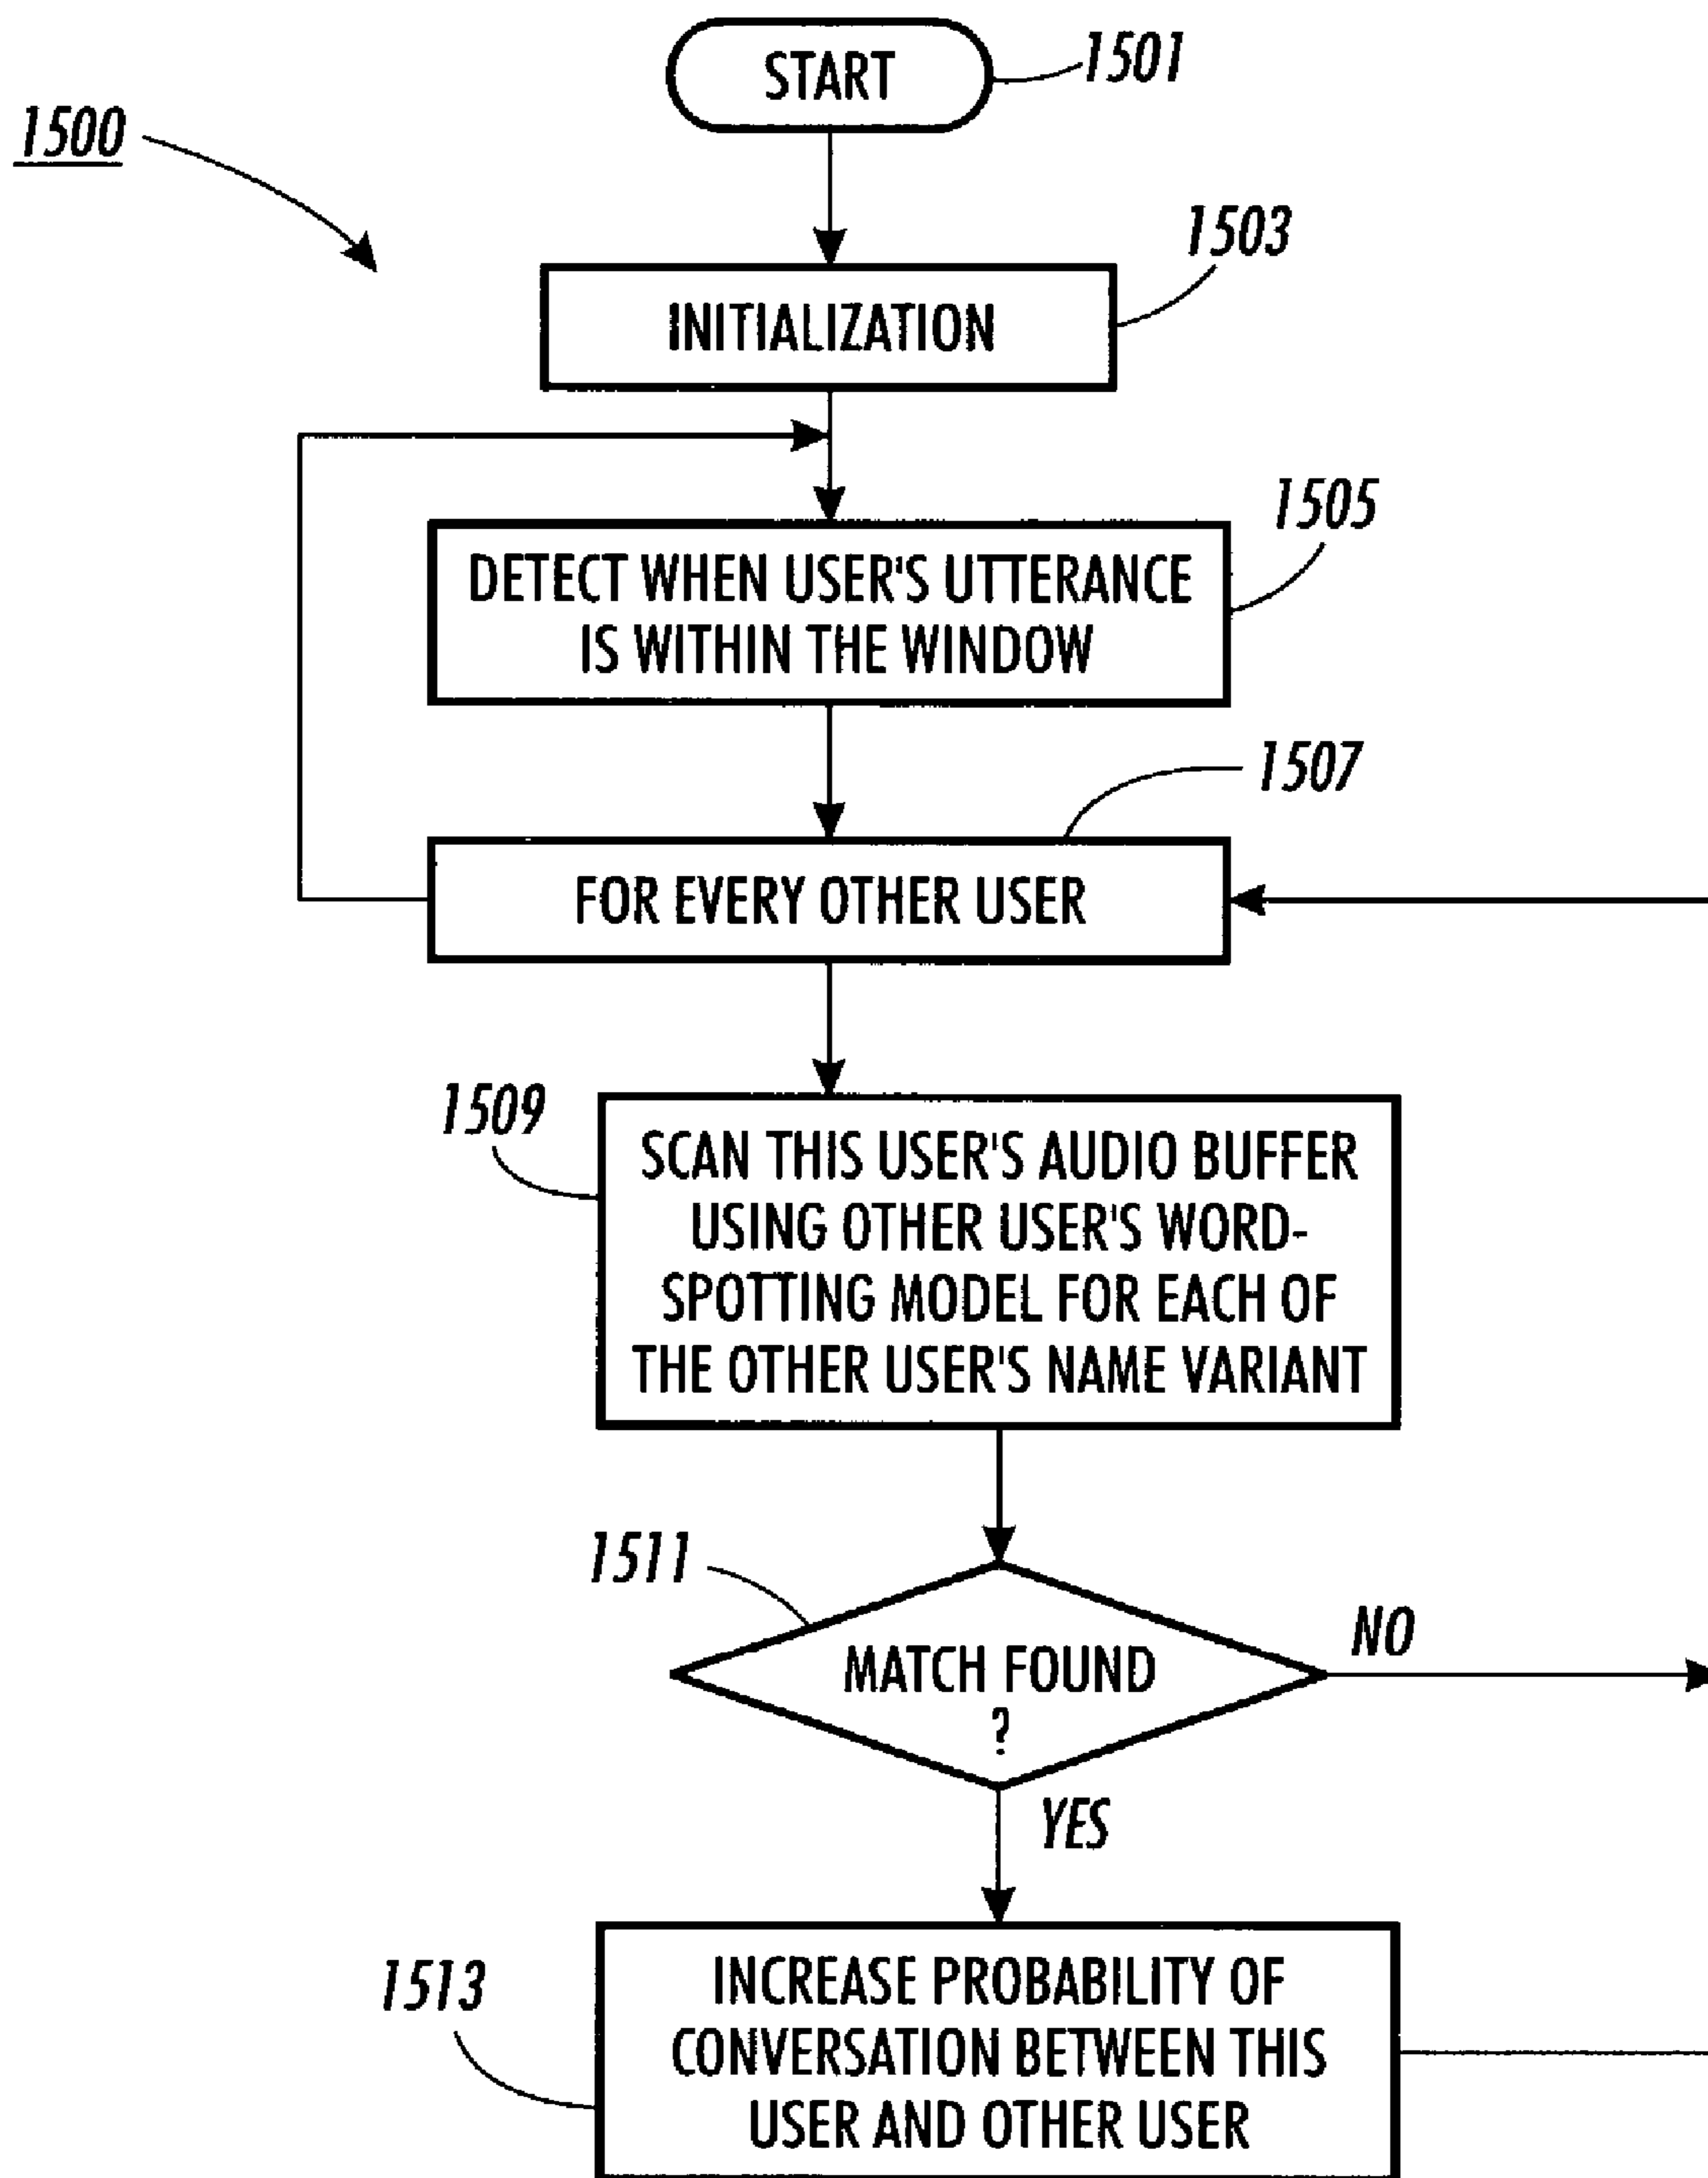 START
1501
1500
1503
INITIALIZATION
1505
DETECT WHEN USER'S UTTERANCE
IS WITHIN THE WINDOW
1507
FOR EVERY OTHER USER
1509
SCAN THIS USER'S AUDIO BUFFER
USING OTHER USER'S WORD-
SPOTTING MODEL FOR EACH OF
THE OTHER USER'S NAME VARIANT
1511
MATCH FOUND
?
NO
YES
1513
INCREASE PROBABILITY OF
CONVERSATION BETWEEN THIS
USER AND OTHER USER